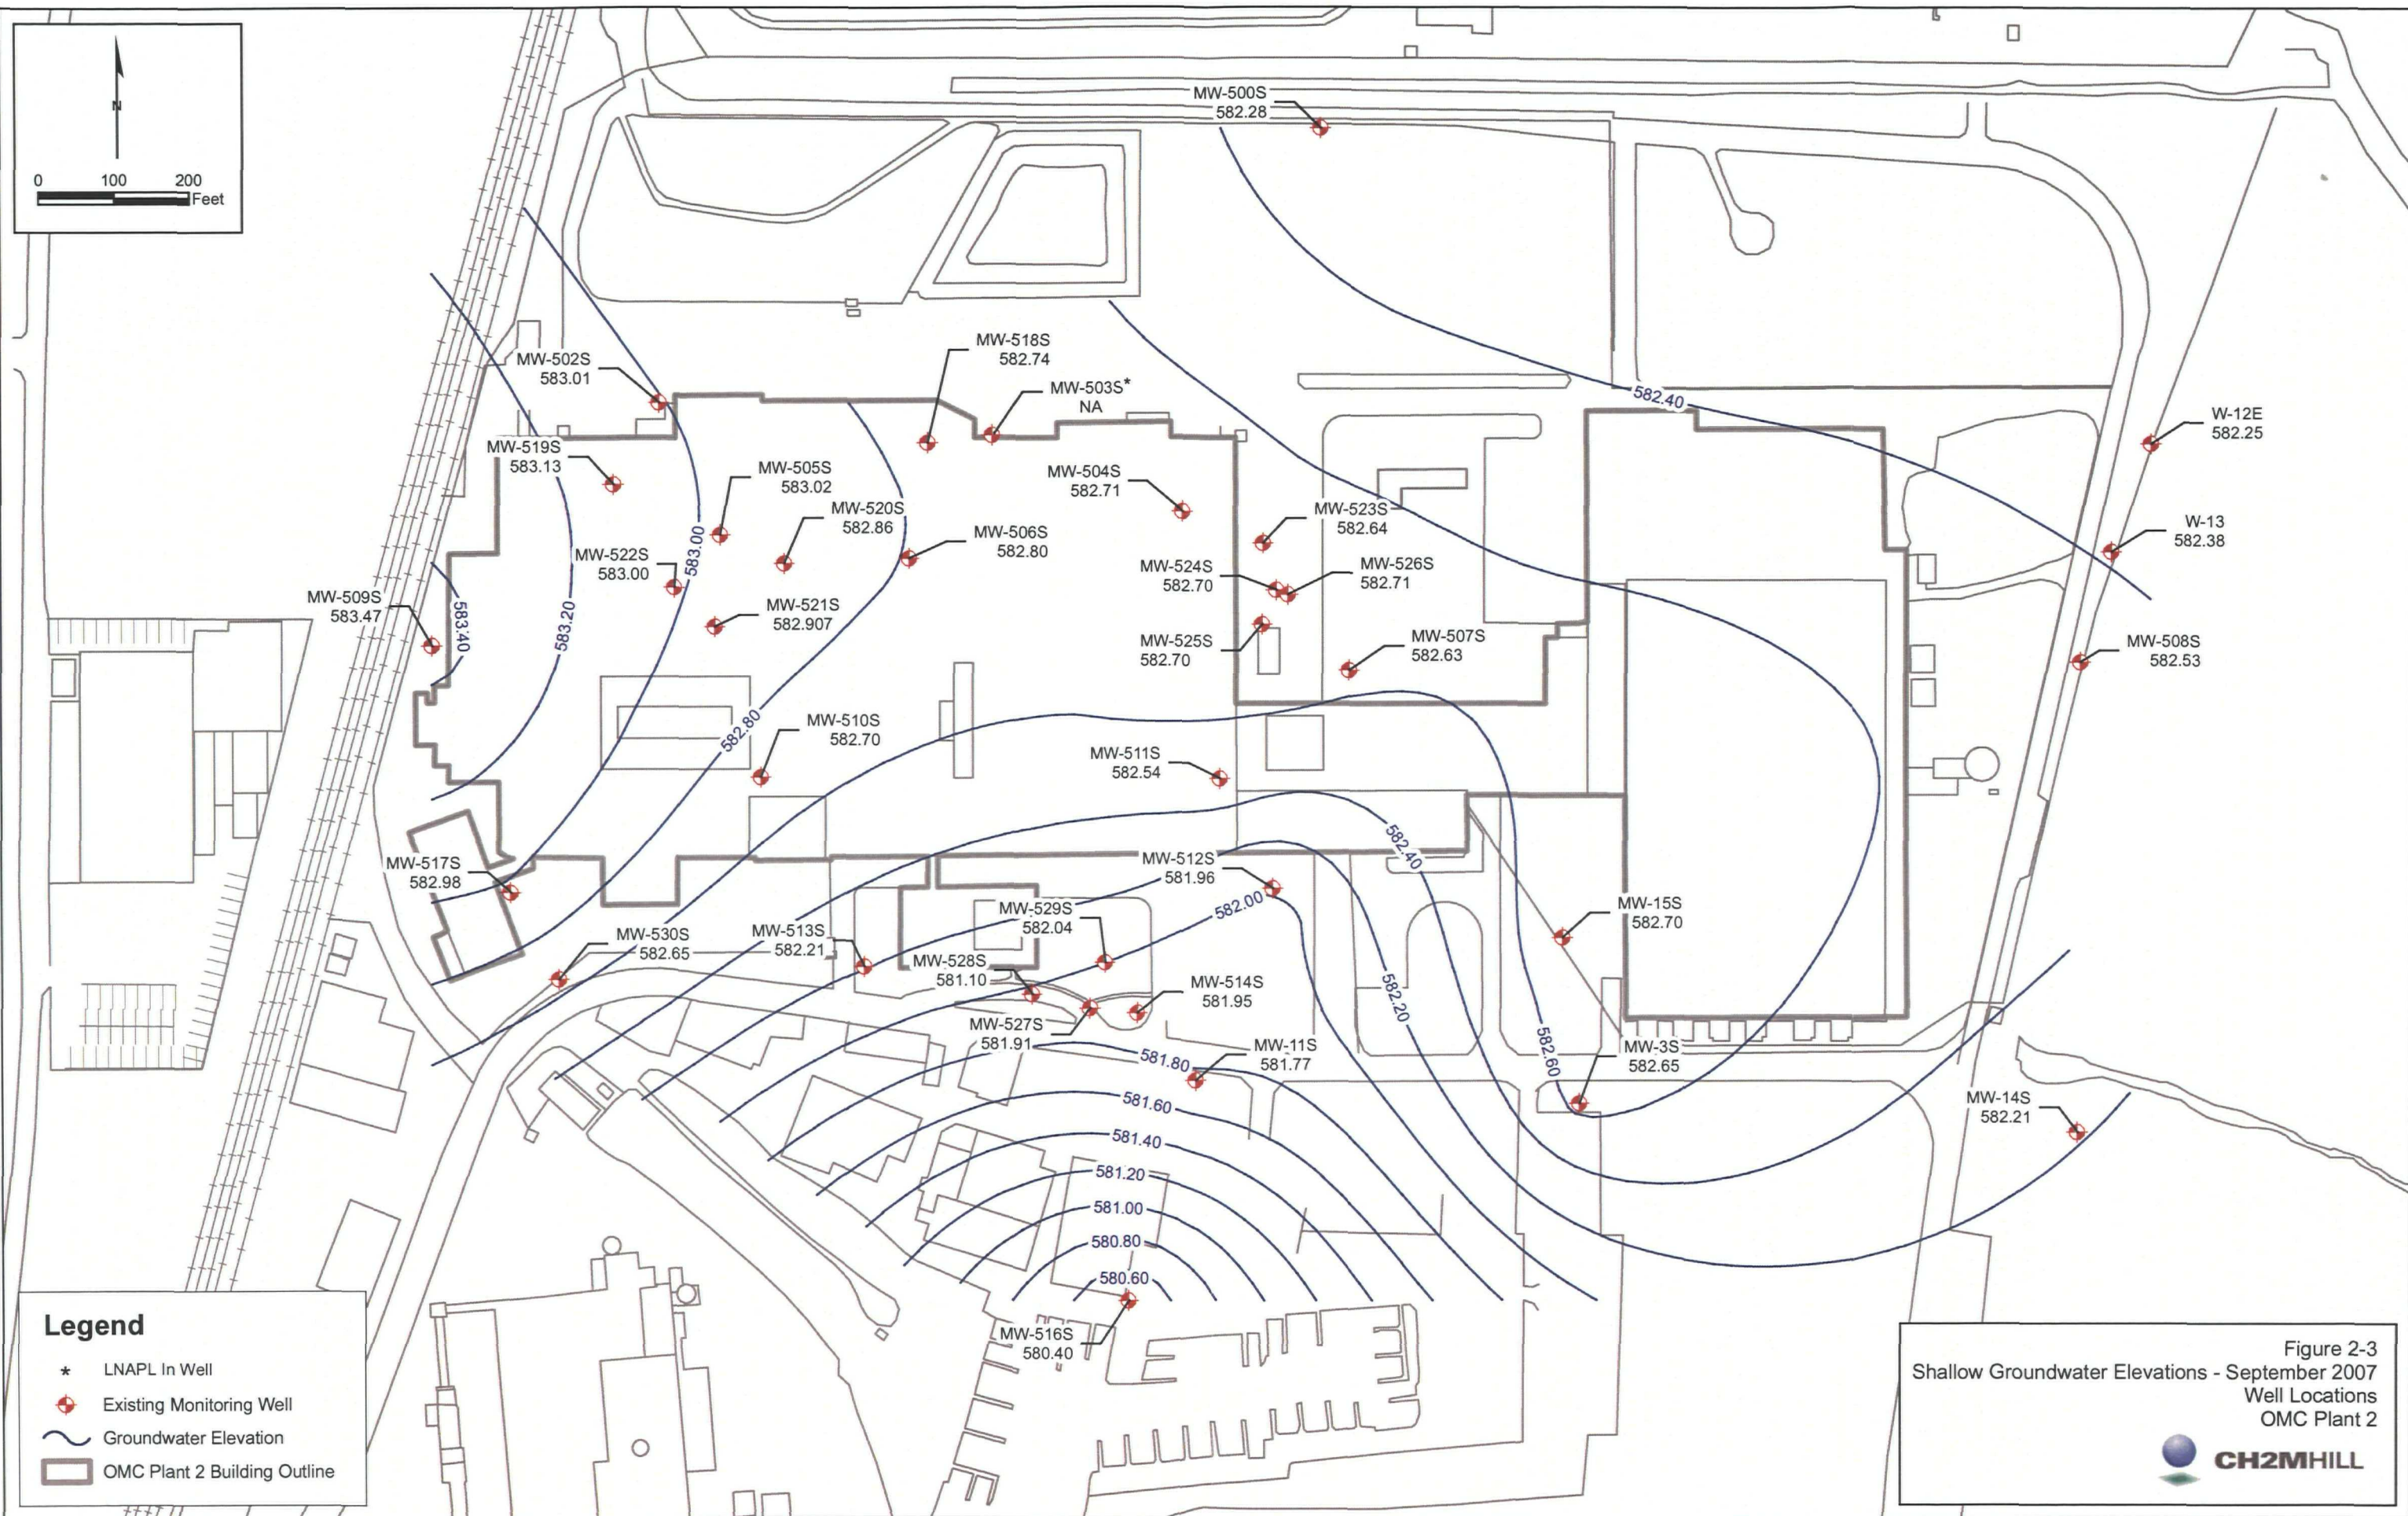 N
0 100 200
Feet
MW-500S
582.28
MW-518S
582.74
MW-502S
583.01
MW-503S*
NA
582.40
W-12E
582.25
MW-519S
583.13
MW-505S
583.02
MW-504S
582.71
MW-520S
582.86
MW-523S
582.64
W-13
582.38
MW-506S
582.80
583.00
MW-522S
583.00
MW-524S
582.70
MW-526S
582.71
MW-509S
583.47
583.40
583.20
MW-521S
582.907
MW-525S
582.70
MW-507S
582.63
MW-508S
582.53
582.80
MW-510S
582.70
MW-511S
582.54
582.40
MW-517S
582.98
MW-512S
581.96
582.00
MW-529S
582.04
MW-15S
582.70
MW-530S
582.65
MW-513S
582.21
MW-528S
581.10
MW-514S
581.95
582.20
MW-527S
581.91
581.80
MW-11S
581.77
582.60
MW-3S
582.65
581.60
MW-14S
582.21
581.40
581.20
581.00
580.80
580.60
MW-516S
580.40
Legend
* LNAPL In Well
Existing Monitoring Well
Groundwater Elevation
OMC Plant 2 Building Outline
Figure 2-3
Shallow Groundwater Elevations - September 2007
Well Locations
OMC Plant 2
CH2MHILL